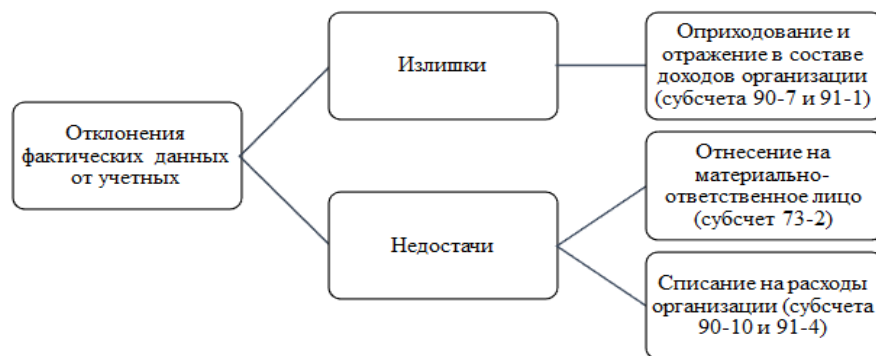 Отклонения
фактических данных
от учетных
Излишки
Недостачи
Оприходование и
отражение в составе
доходов организации
(субсчета 90-7 и 91-1)
Отнесение на
материально-
ответственное лицо
(субсчет 73-2)
Списание на расходы
организации (субсчета
90-10 и 91-4)